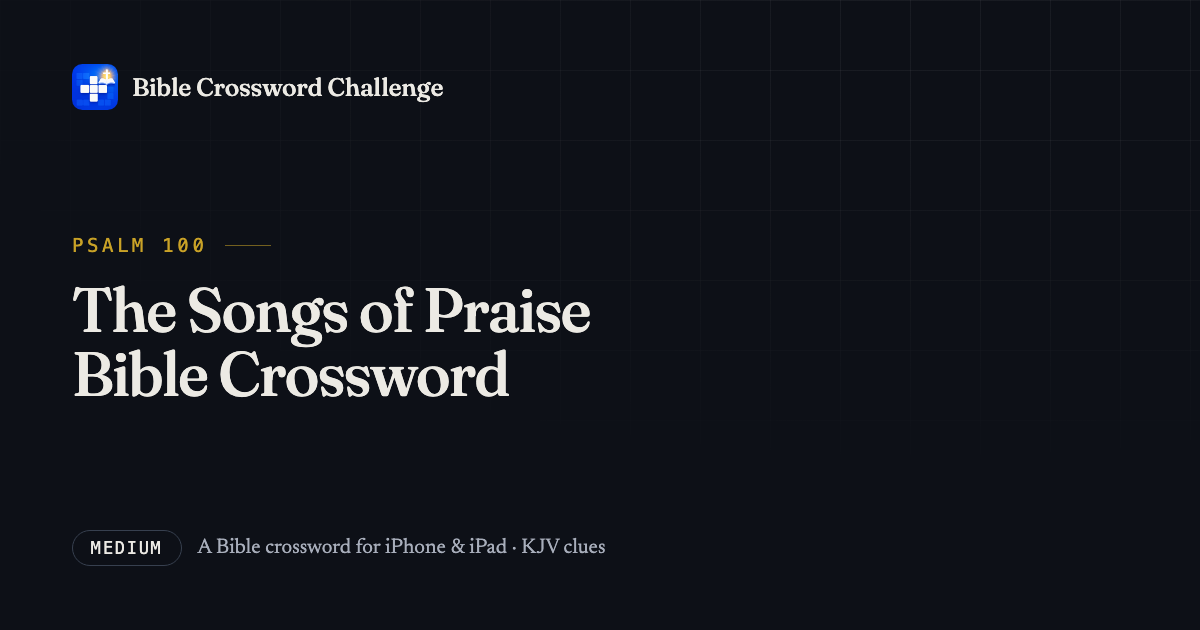 Bible Crossword Challenge
PSALM 100
The Songs of Praise
Bible Crossword
MEDIUM
A Bible crossword for iPhone & iPad · KJV clues